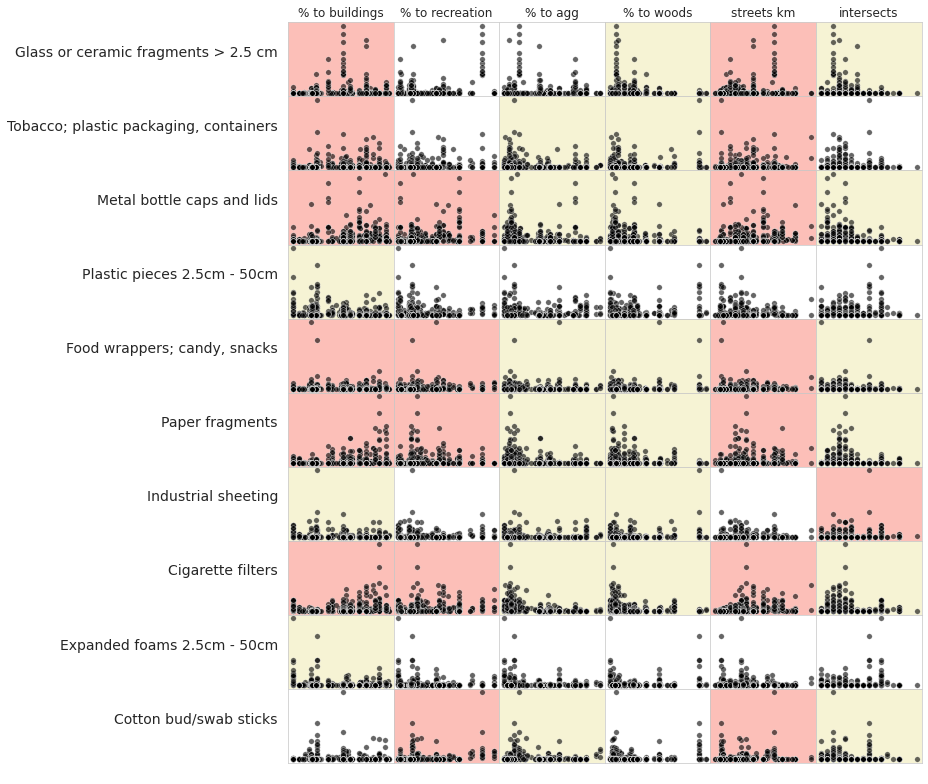 % to buildings % to recreation % to agg % to woods streets km intersects
Glass or ceramic fragments > 2.5 cm
Tobacco; plastic packaging, containers
Metal bottle caps and lids
Plastic pieces 2.5cm - 50cm
Food wrappers; candy, snacks
Paper fragments
Industrial sheeting
Cigarette filters
Expanded foams 2.5cm - 50cm
Cotton bud/swab sticks